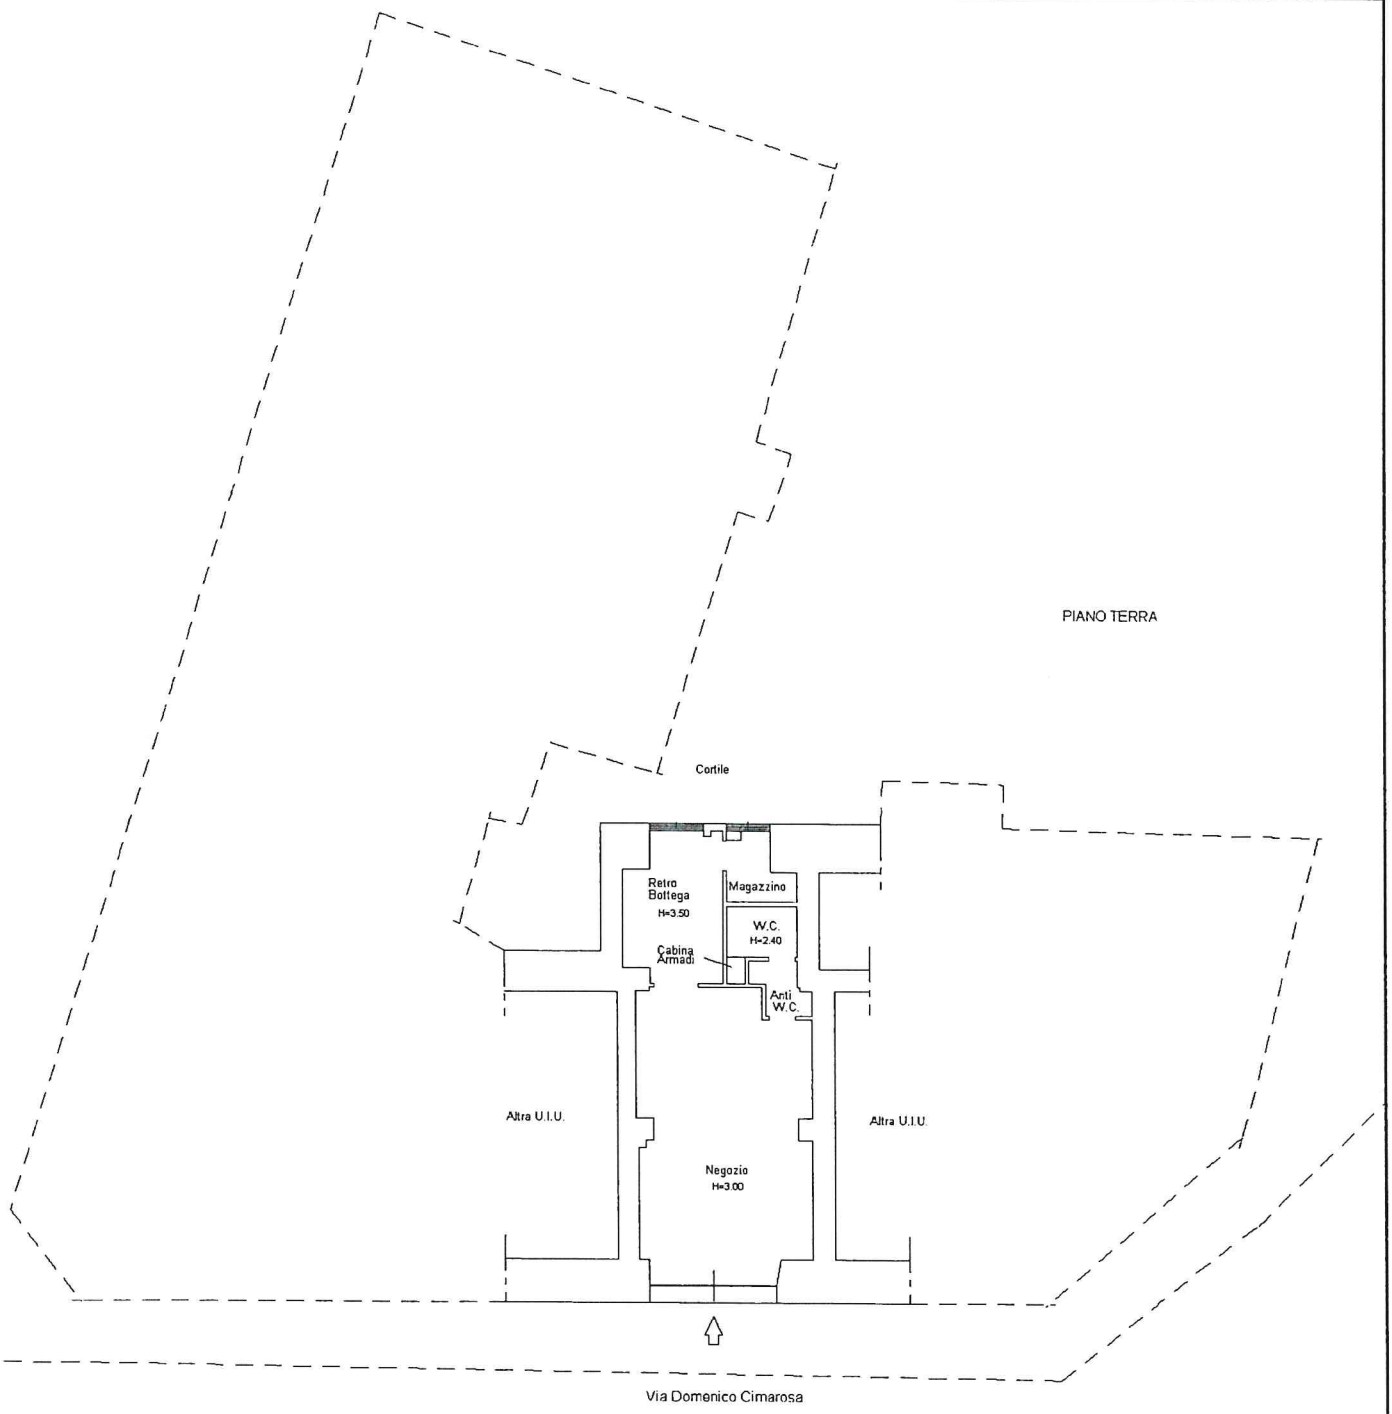 PIANO TERRA
Cortile
Retro
Bottega
H=3.50
Magazzino
W.C.
H=2.40
Cabina
Armadi
Anti
W.C.
Altra U.I.U.
Altra U.I.U.
Negozio
H=3.00
Via Domenico Cimarosa